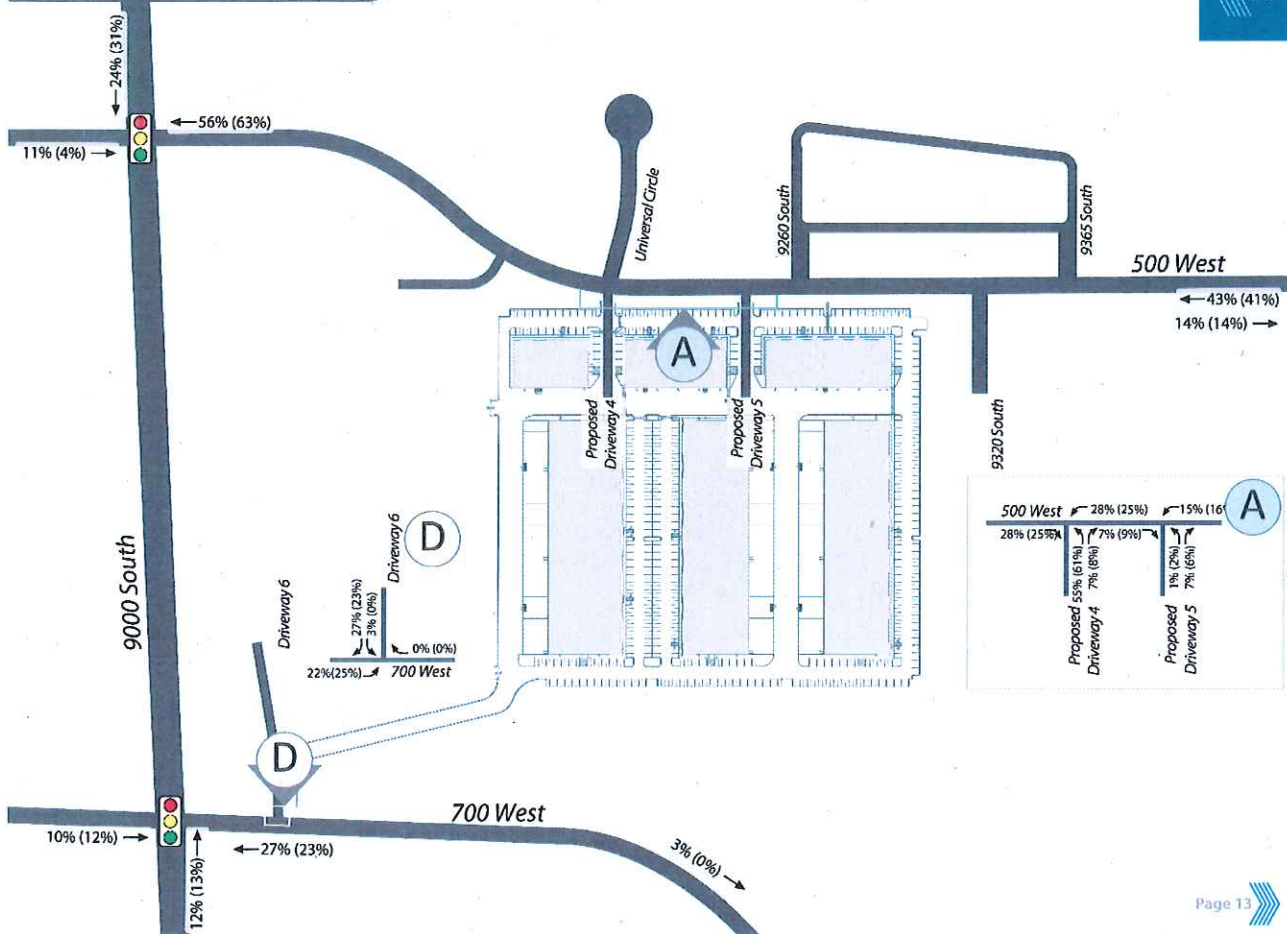 24% (31%)
56% (63%)
11% (4%)
Universal Circle
9260 South
9365 South
500 West
43% (41%)
14% (14%)
A
Proposed
Driveway 4
Proposed
Driveway 5
9320 South
A
500 West
28% (25%)
15% (16
28% (25%)
7% (9%)
55% (61%)
7% (8%)
1% (2%)
7% (6%)
Proposed
Driveway 4
Proposed
Driveway 5
9000 South
D
Driveway 6
Driveway 6
27% (23%)
3% (0%)
0% (0%)
22%(25%)
700 West
D
700 West
10% (12%)
12% (13%)
27% (23%)
3% (0%)
Page 13